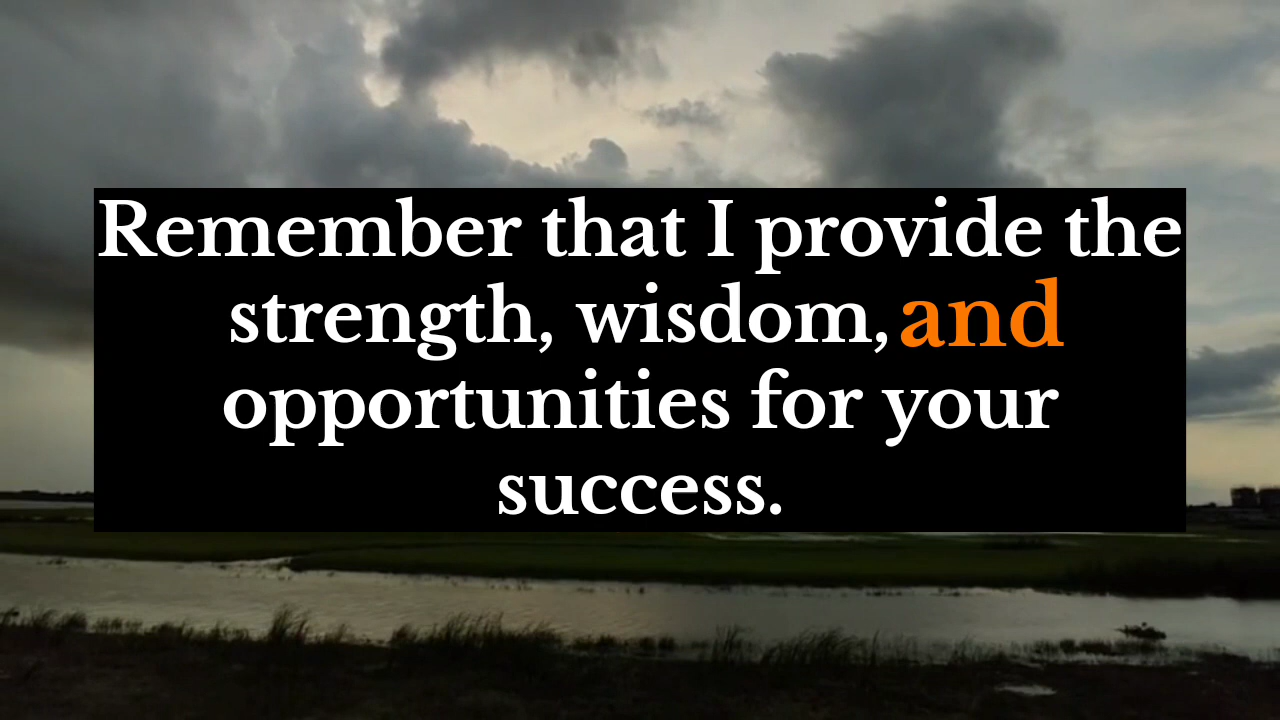 Remember that I provide the
strength, wisdom, and
opportunities for your
success.